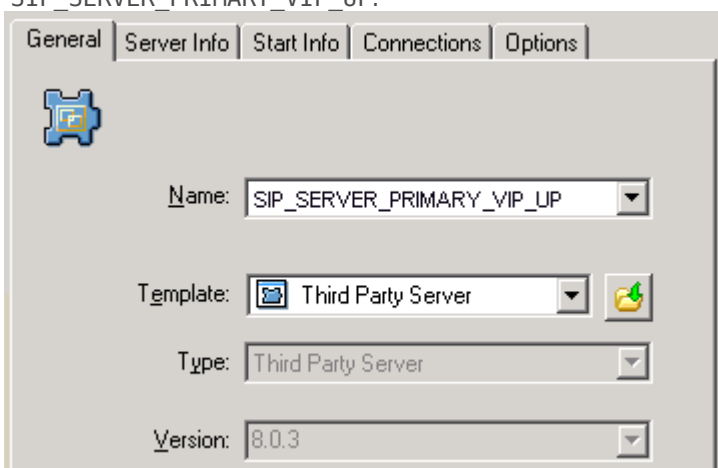 SIP_SERVER_PRIMARY_VIP_UP.
General Server Info Start Info Connections Options
Name: SIP_SERVER_PRIMARY_VIP_UP
Template: Third Party Server
Type: Third Party Server
Version: 8.0.3